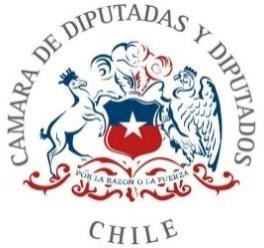 CAMARA DE DIPUTADAS Y DIPUTADOS
POR LA RAZON O LA FUERZA
CHILE